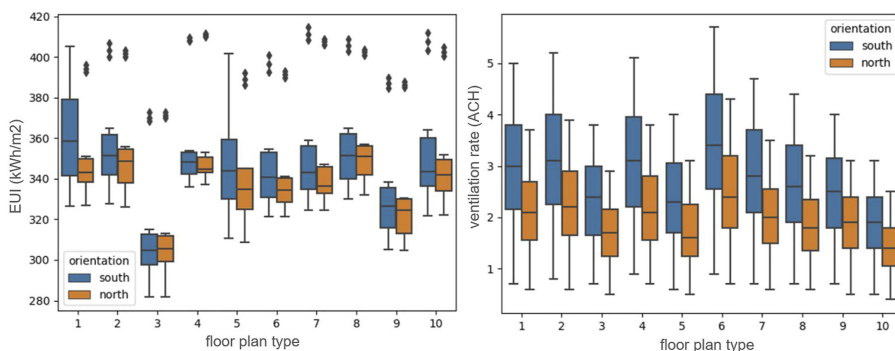 420
400
380
360
340
320
300
280
EUI (kWh/m2)
orientation
south
north
1 2 3 4 5 6 7 8 9 10
floor plan type
5
4
3
2
1
ventilation rate (ACH)
orientation
south
north
1 2 3 4 5 6 7 8 9 10
floor plan type